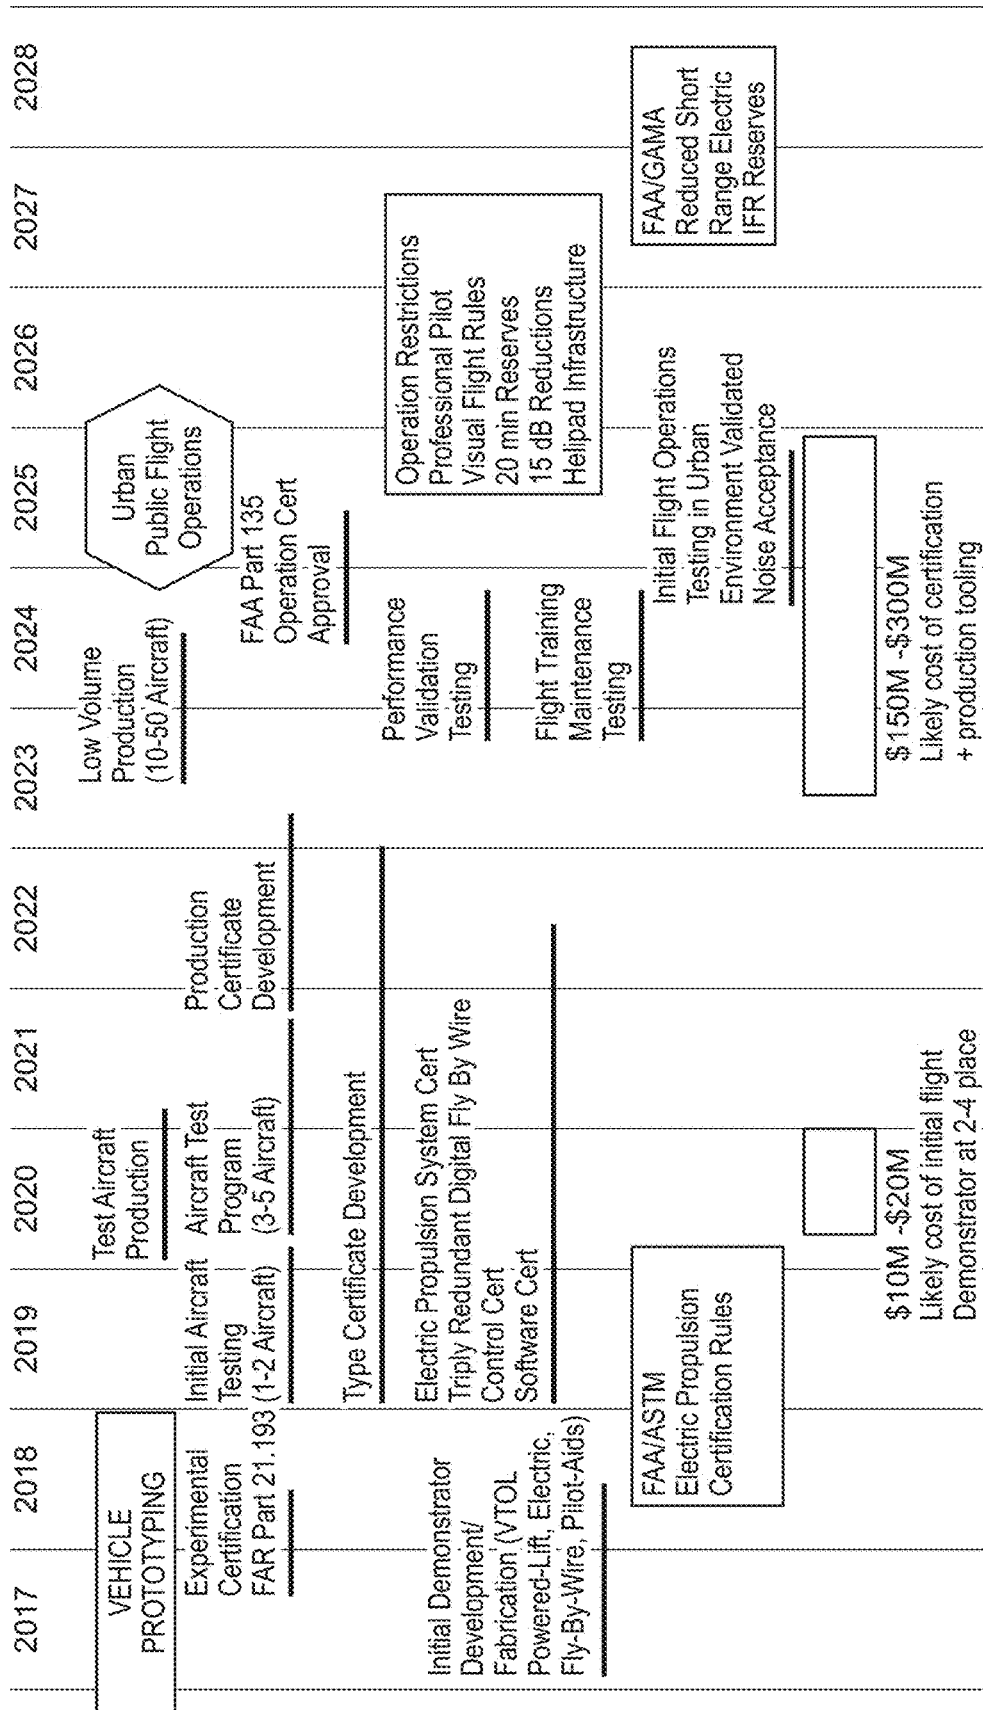 2017 2018 2019 2020 2021 2022 2023 2024 2025 2026 2027 2028
VEHICLE
PROTOTYPING
Test Aircraft
Production
Low Volume
Production
(10-50 Aircraft)
Urban
Public Flight
Operations
Experimental
Certification
FAR Part 21.193
Initial Aircraft
Testing
(1-2 Aircraft)
Aircraft Test
Program
(3-5 Aircraft)
Production
Certificate
Development
FAA Part 135
Operation Cert
Approval
Type Certificate Development
Performance
Validation
Testing
Operation Restrictions
Professional Pilot
Visual Flight Rules
20 min Reserves
15 dB Reductions
Helipad Infrastructure
Initial Demonstrator
Development/
Fabrication (VTOL
Powered-Lift, Electric,
Fly-By-Wire, Pilot-Aids)
Electric Propulsion System Cert
Triply Redundant Digital Fly By Wire
Control Cert
Software Cert
Flight Training
Maintenance
Testing
FAA/ASTM
Electric Propulsion
Certification Rules
Initial Flight Operations
Testing in Urban
Environment Validated
Noise Acceptance
FAA/GAMA
Reduced Short
Range Electric
IFR Reserves
$10M -$20M
Likely cost of initial flight
Demonstrator at 2-4 place
$150M -$300M
Likely cost of certification
+ production tooling